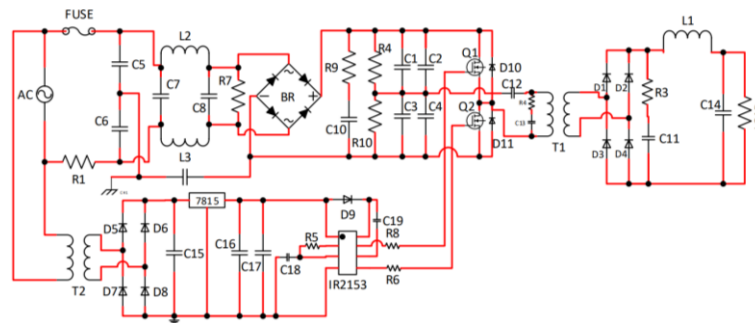 FUSE
L2
L1
R4
C1
C2
Q1
C5
R9
D10
AC
C7
R7
C12
D1
D2
BR
C8
R3
C14
R4
Q2
C6
C3
C4
C13
C10
R10
D11
T1
C11
D3
D4
L3
R1
7815
D9
C19
D5
D6
R5
R8
C15
C16
C17
C18
T2
D7
D8
IR2153
R6